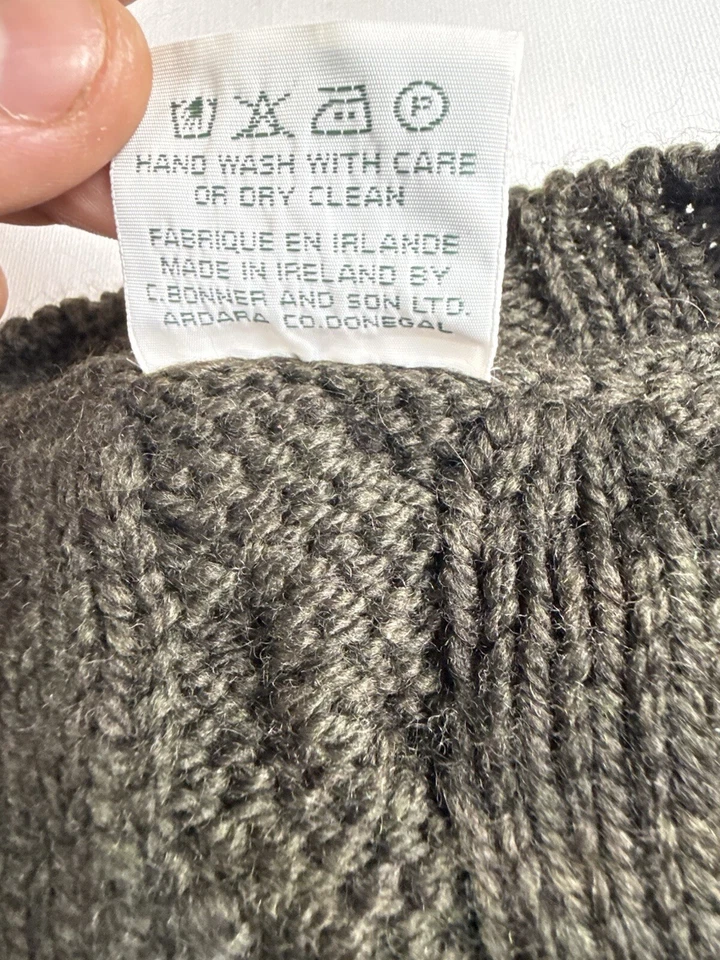 P
HAND WASH WITH CARE
OR DRY CLEAN
FABRIQUE EN IRLANDE
MADE IN IRELAND BY
C.BONNER AND SON LTD.
ARDARA CO.DONEGAL